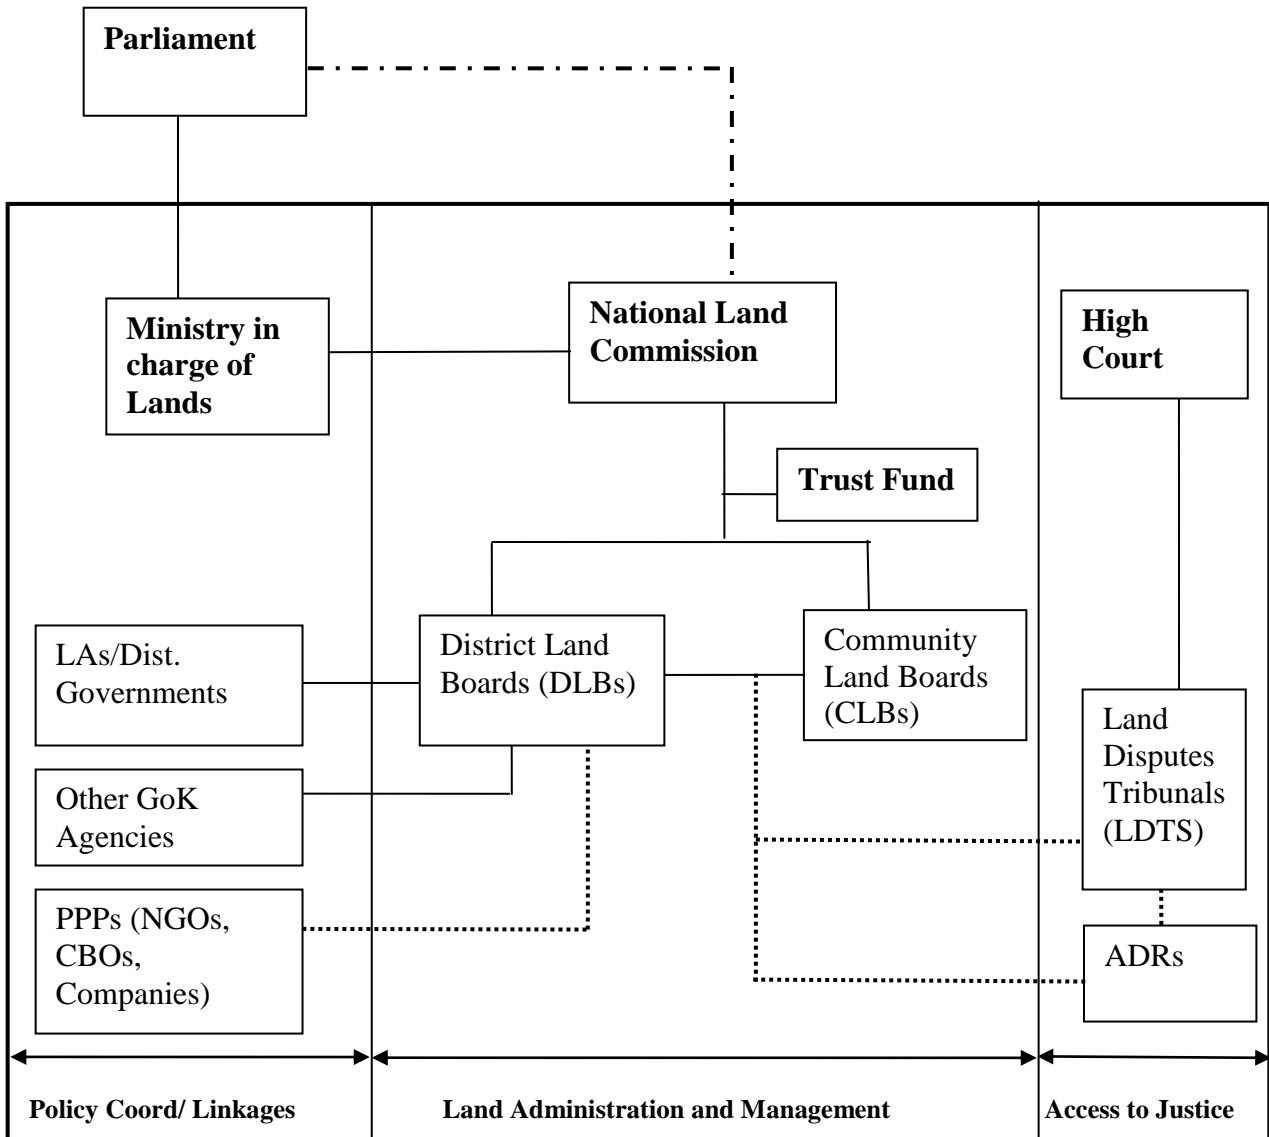 Parliament
Ministry in
charge of
Lands
National Land
Commission
High
Court
Trust Fund
LAs/Dist.
Governments
District Land
Boards (DLBs)
Community
Land Boards
(CLBs)
Land
Disputes
Tribunals
(LDTS)
Other GoK
Agencies
PPPs (NGOs,
CBOs,
Companies)
ADRs
Policy Coord/ Linkages
Land Administration and Management
Access to Justice